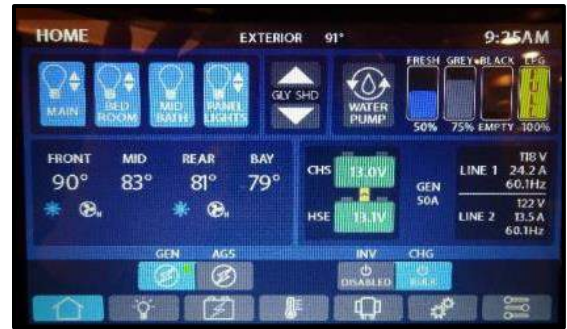 HOME EXTERIOR 91° 9:25AM
FRESH GREY BLACK LPG
MAIN
BED ROOM
MID BATH
PANEL LIGHTS
GLY SHD
WATER PUMP
50% 75% EMPTY 100%
FRONT MID REAR BAY
90° 83° 81° 79°
CHS 13.0V
HSE 13.1V
GEN
50A
118 V
LINE 1 24.2 A
60.1Hz
122 V
LINE 2 13.5 A
60.1Hz
GEN AGS INV CHG
DISABLED BULK